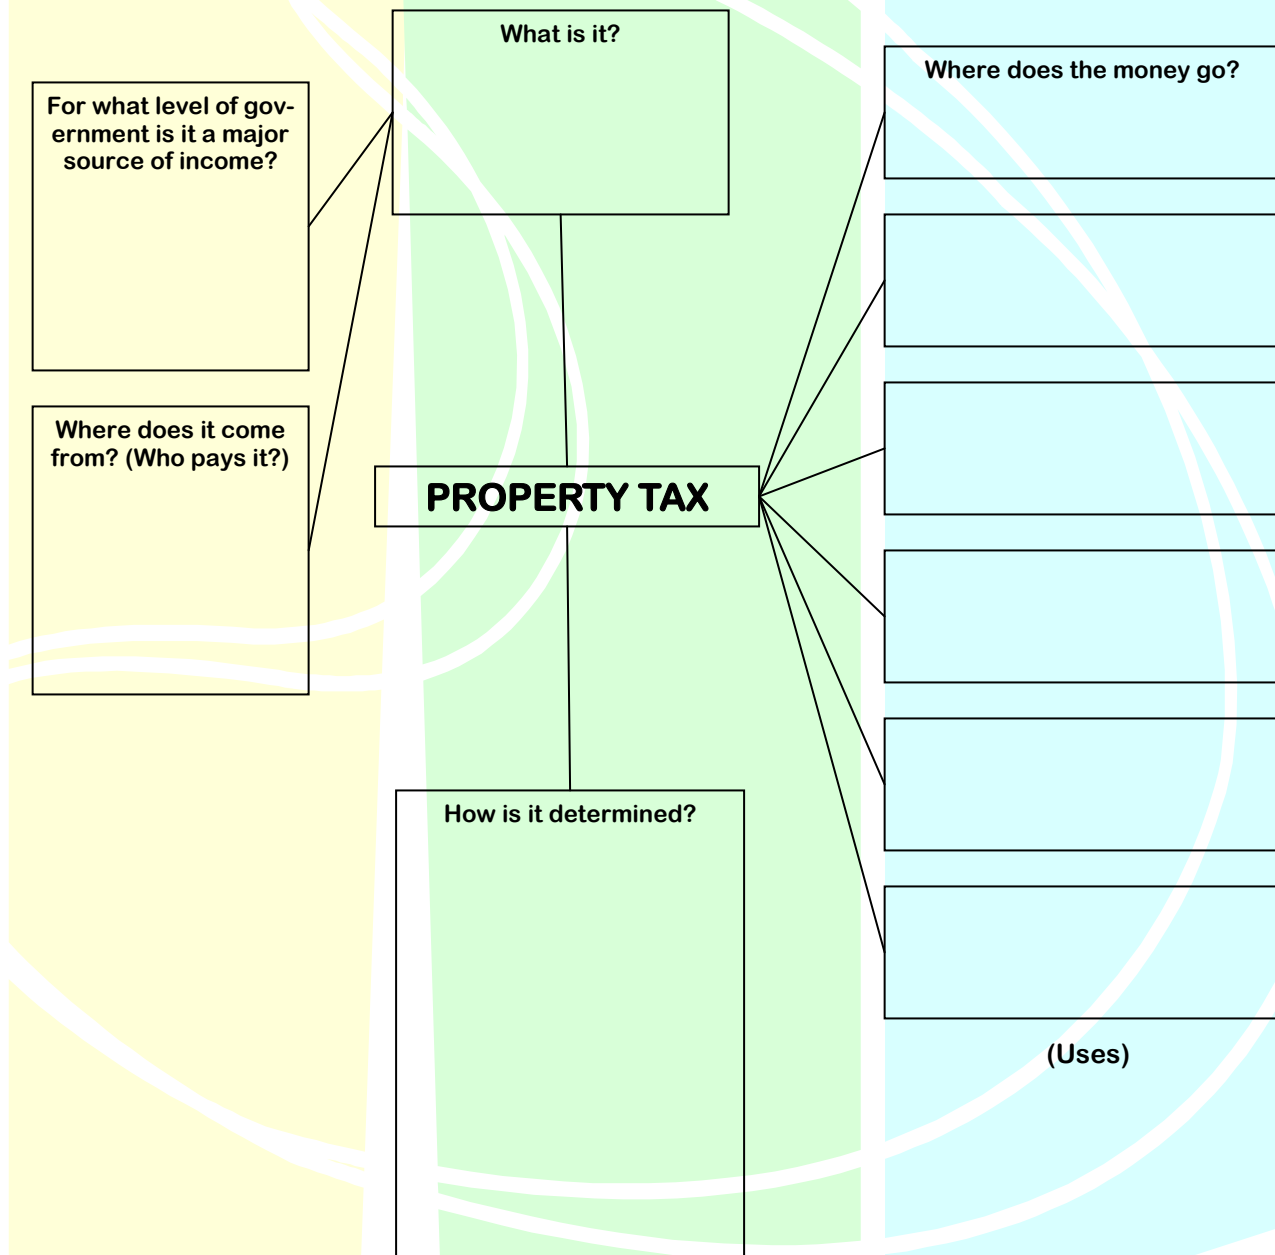 What is it?
Where does the money go?
For what level of gov-
ernment is it a major
source of income?
Where does it come
from? (Who pays it?)
PROPERTY TAX
How is it determined?
(Uses)